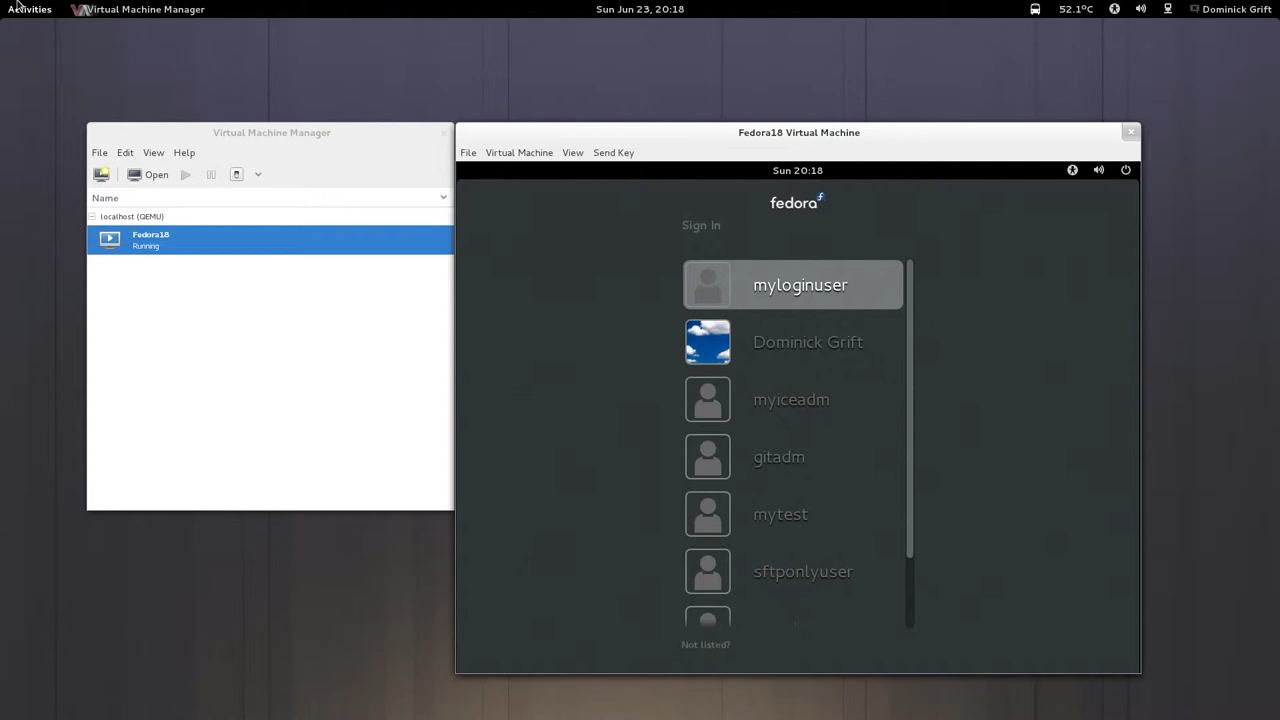 Activities
Virtual Machine Manager
Sun Jun 23, 20:18
52.1°C
Dominick Grift
Virtual Machine Manager
File Edit View Help
Open
Name
localhost (QEMU)
Fedora18
Running
Fedora18 Virtual Machine
File Virtual Machine View Send Key
Sun 20:18
fedora
Sign In
myloginuser
Dominick Grift
myiceadm
gitadm
mytest
sftponlyuser
Not listed?